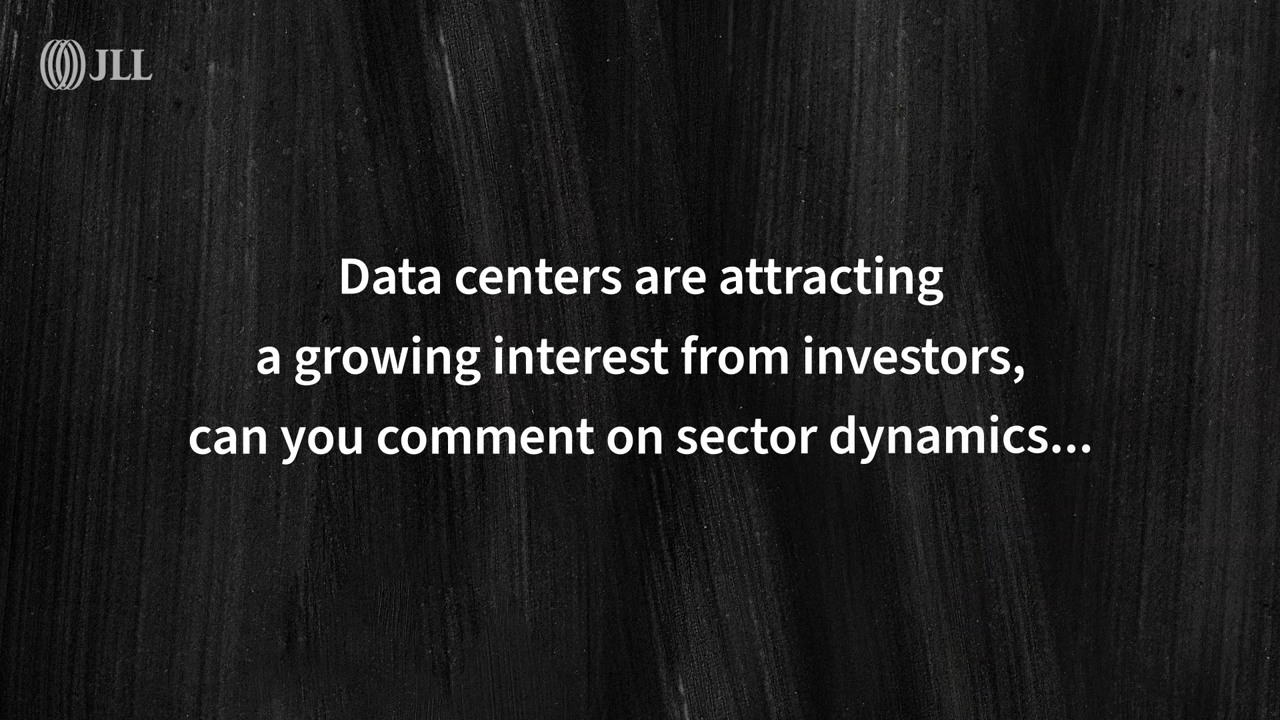 JLL
Data centers are attracting
a growing interest from investors,
can you comment on sector dynamics...